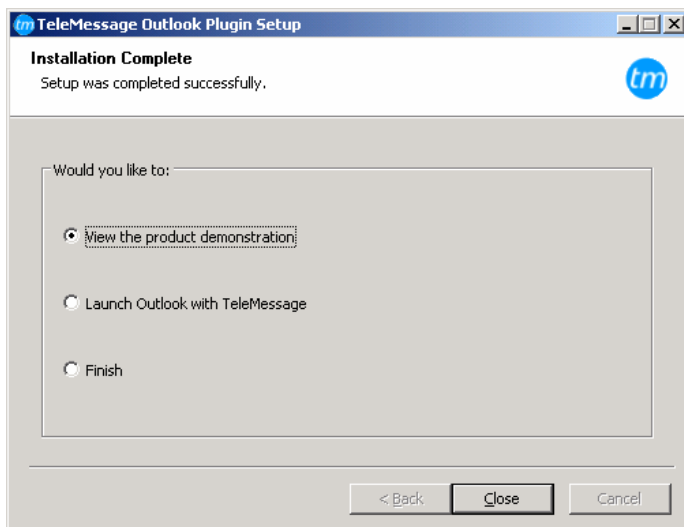 tm TeleMessage Outlook Plugin Setup
Installation Complete
Setup was completed successfully.
tm
Would you like to:
View the product demonstration
Launch Outlook with TeleMessage
Finish
< Back Close Cancel